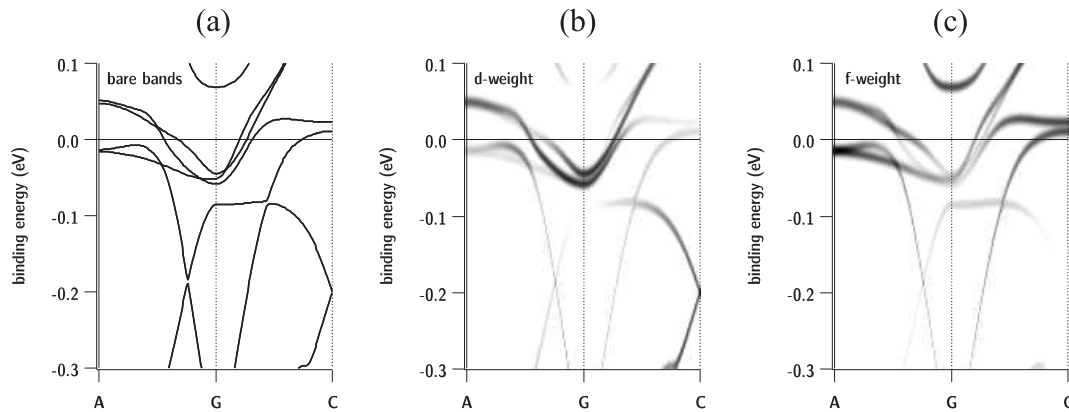 (a)
(b)
(c)
bare bands
d-weight
f-weight
binding energy (eV)
0.1
0.0
-0.1
-0.2
-0.3
A
G
C
binding energy (eV)
0.1
0.0
-0.1
-0.2
-0.3
A
G
C
binding energy (eV)
0.1
0.0
-0.1
-0.2
-0.3
A
G
C